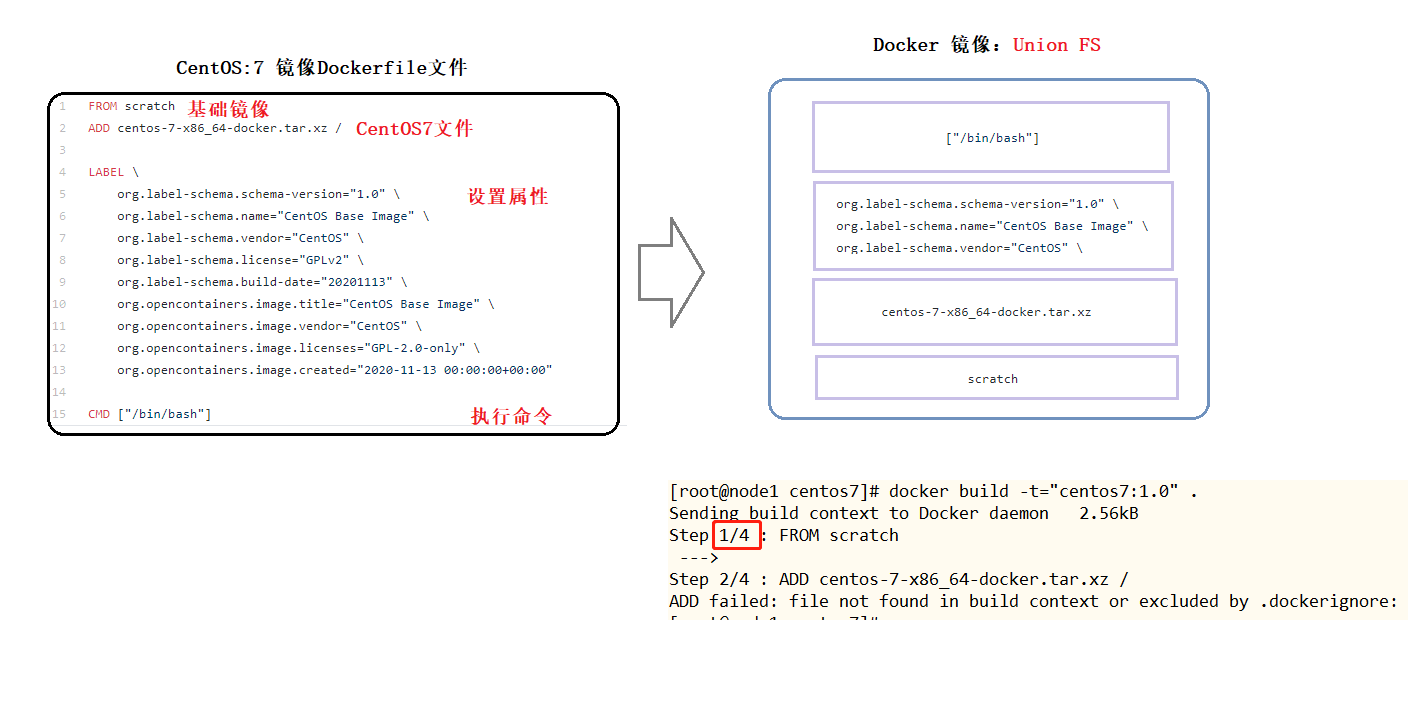 CentOS:7 镜像Dockerfile文件
1 FROM scratch 基础镜像
2 ADD centos-7-x86_64-docker.tar.xz / CentOS7文件
3
4 LABEL \
5 org.label-schema.schema-version="1.0" \ 设置属性
6 org.label-schema.name="CentOS Base Image" \
7 org.label-schema.vendor="CentOS" \
8 org.label-schema.license="GPLv2" \
9 org.label-schema.build-date="20201113" \
10 org.opencontainers.image.title="CentOS Base Image" \
11 org.opencontainers.image.vendor="CentOS" \
12 org.opencontainers.image.licenses="GPL-2.0-only" \
13 org.opencontainers.image.created="2020-11-13 00:00:00+00:00"
14
15 CMD ["/bin/bash"] 执行命令
Docker 镜像：Union FS
["/bin/bash"]
org.label-schema.schema-version="1.0" \
org.label-schema.name="CentOS Base Image" \
org.label-schema.vendor="CentOS" \
centos-7-x86_64-docker.tar.xz
scratch
[root@node1 centos7]# docker build -t="centos7:1.0" .
Sending build context to Docker daemon 2.56kB
Step 1/4 : FROM scratch
--->
Step 2/4 : ADD centos-7-x86_64-docker.tar.xz /
ADD failed: file not found in build context or excluded by .dockerignore: